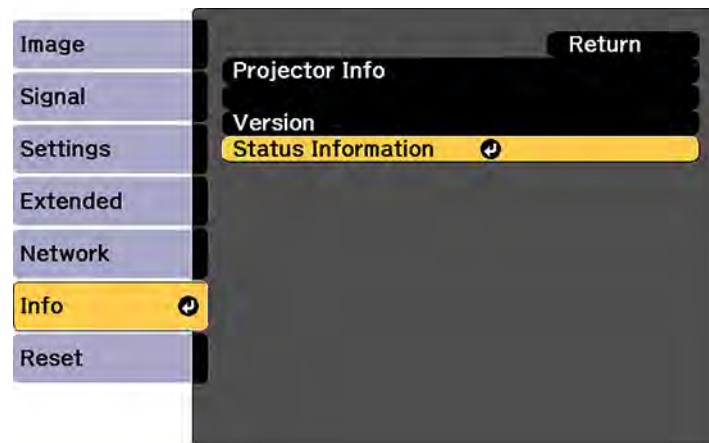 Image
Signal
Settings
Extended
Network
Info
Reset
Return
Projector Info
Version
Status Information